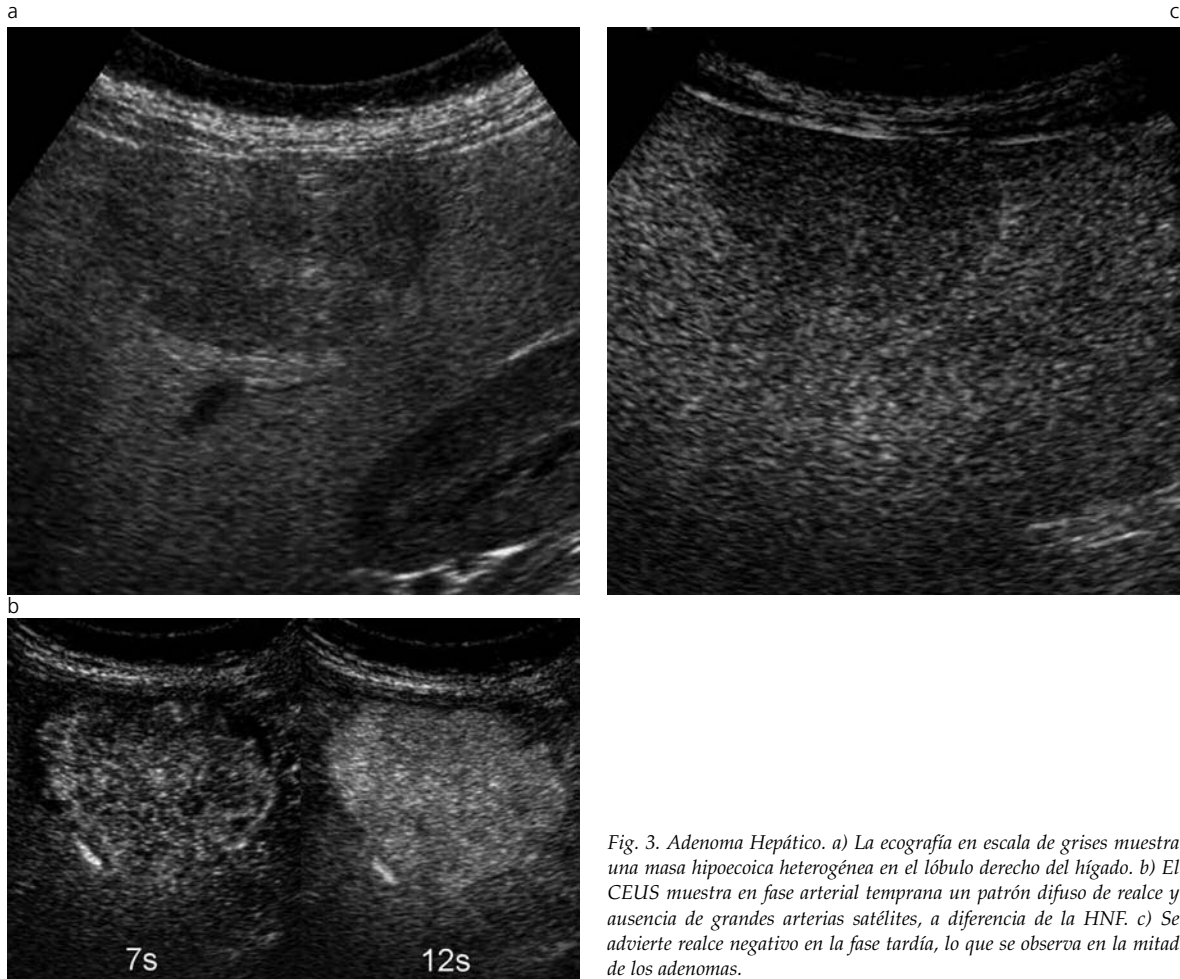 a
c
b
7s
12s
Fig. 3. Adenoma Hepático. a) La ecografía en escala de grises muestra
una masa hipoecoica heterogénea en el lóbulo derecho del hígado. b) El
CEUS muestra en fase arterial temprana un patrón difuso de realce y
ausencia de grandes arterias satélites, a diferencia de la HNF. c) Se
advierte realce negativo en la fase tardía, lo que se observa en la mitad
de los adenomas.